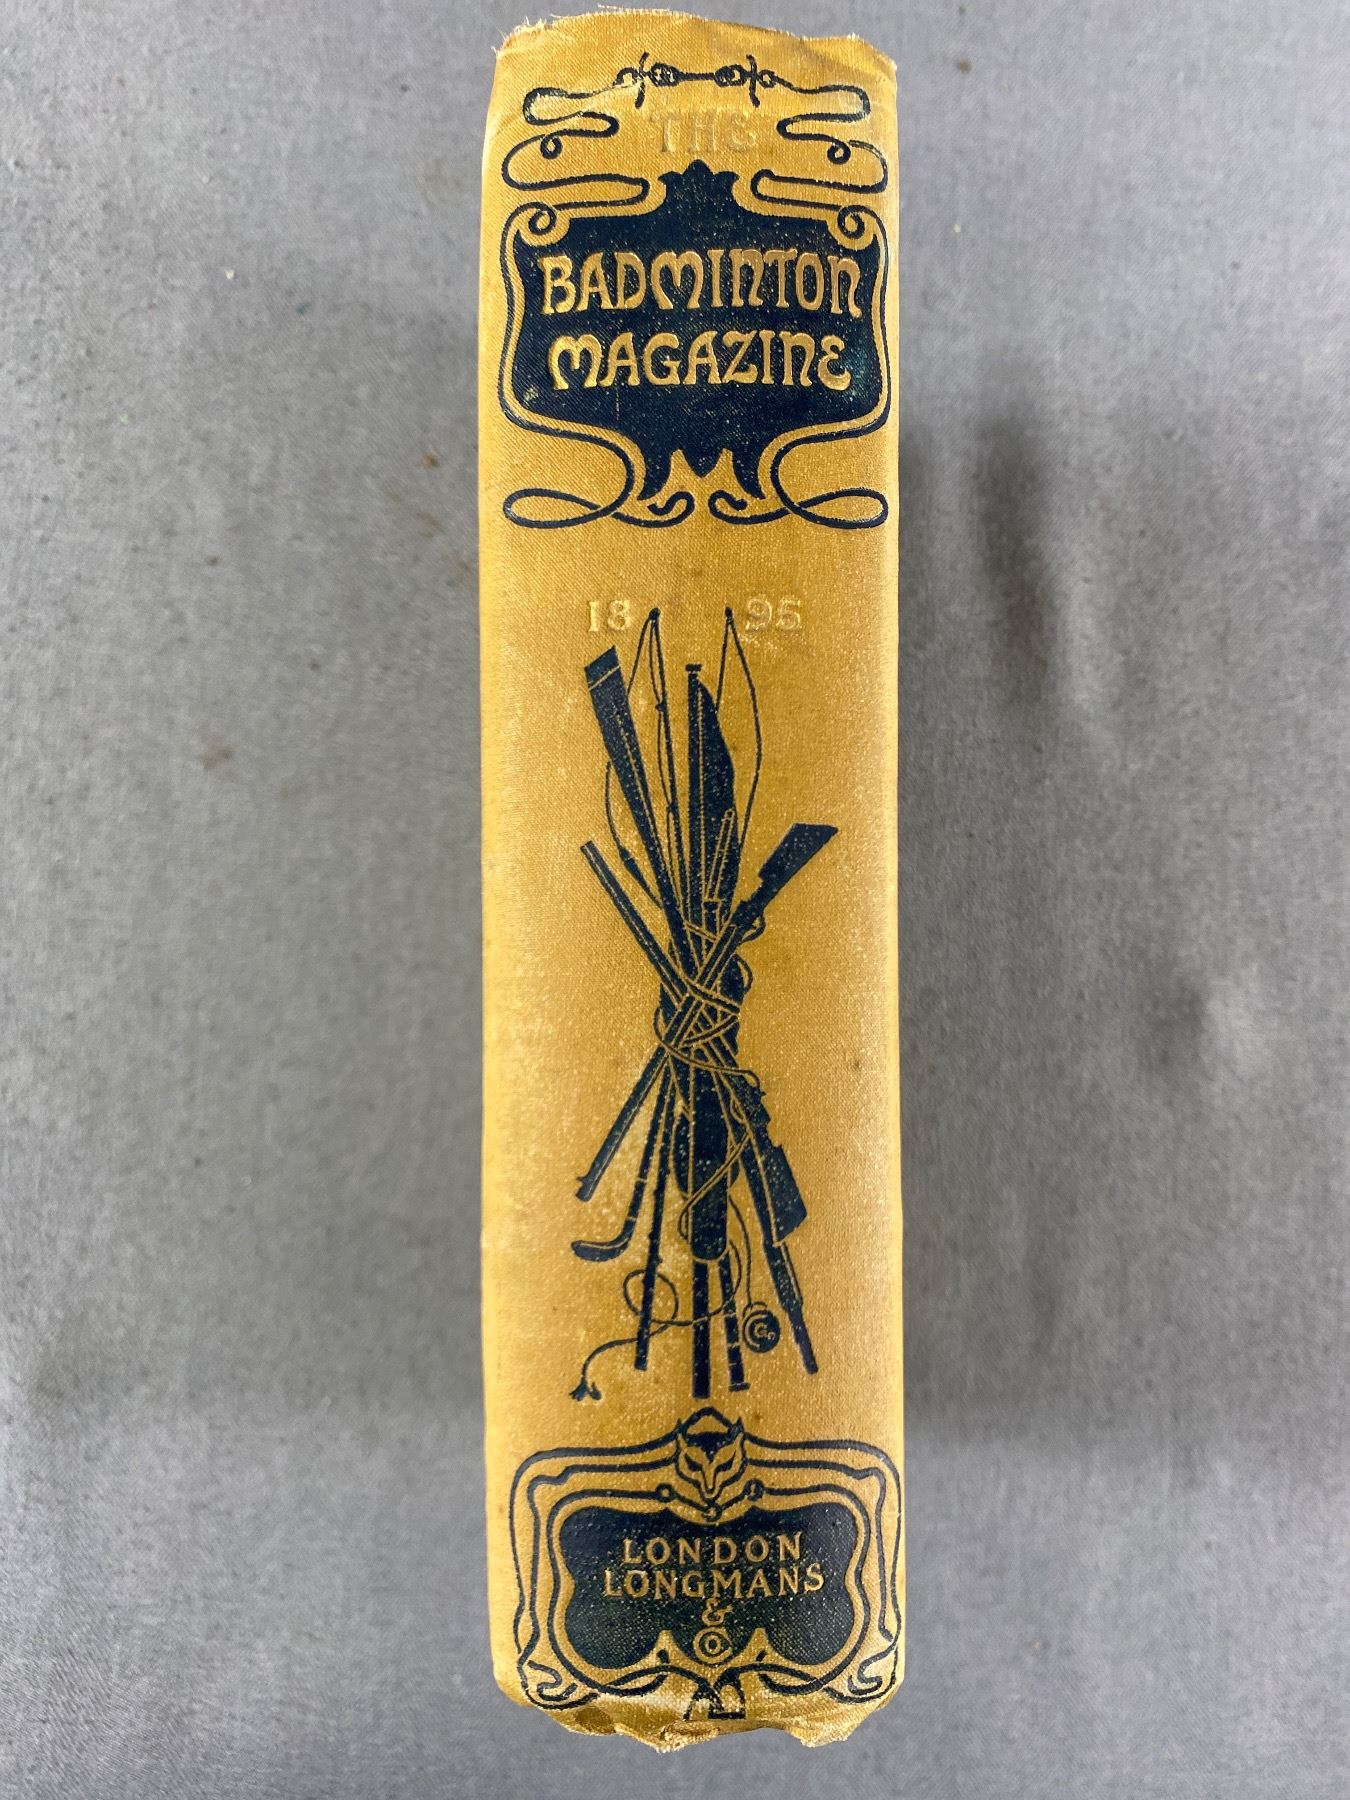 THE
BADMINTON
MAGAZINE
18 95
LONDON
LONGMANS
&
Co